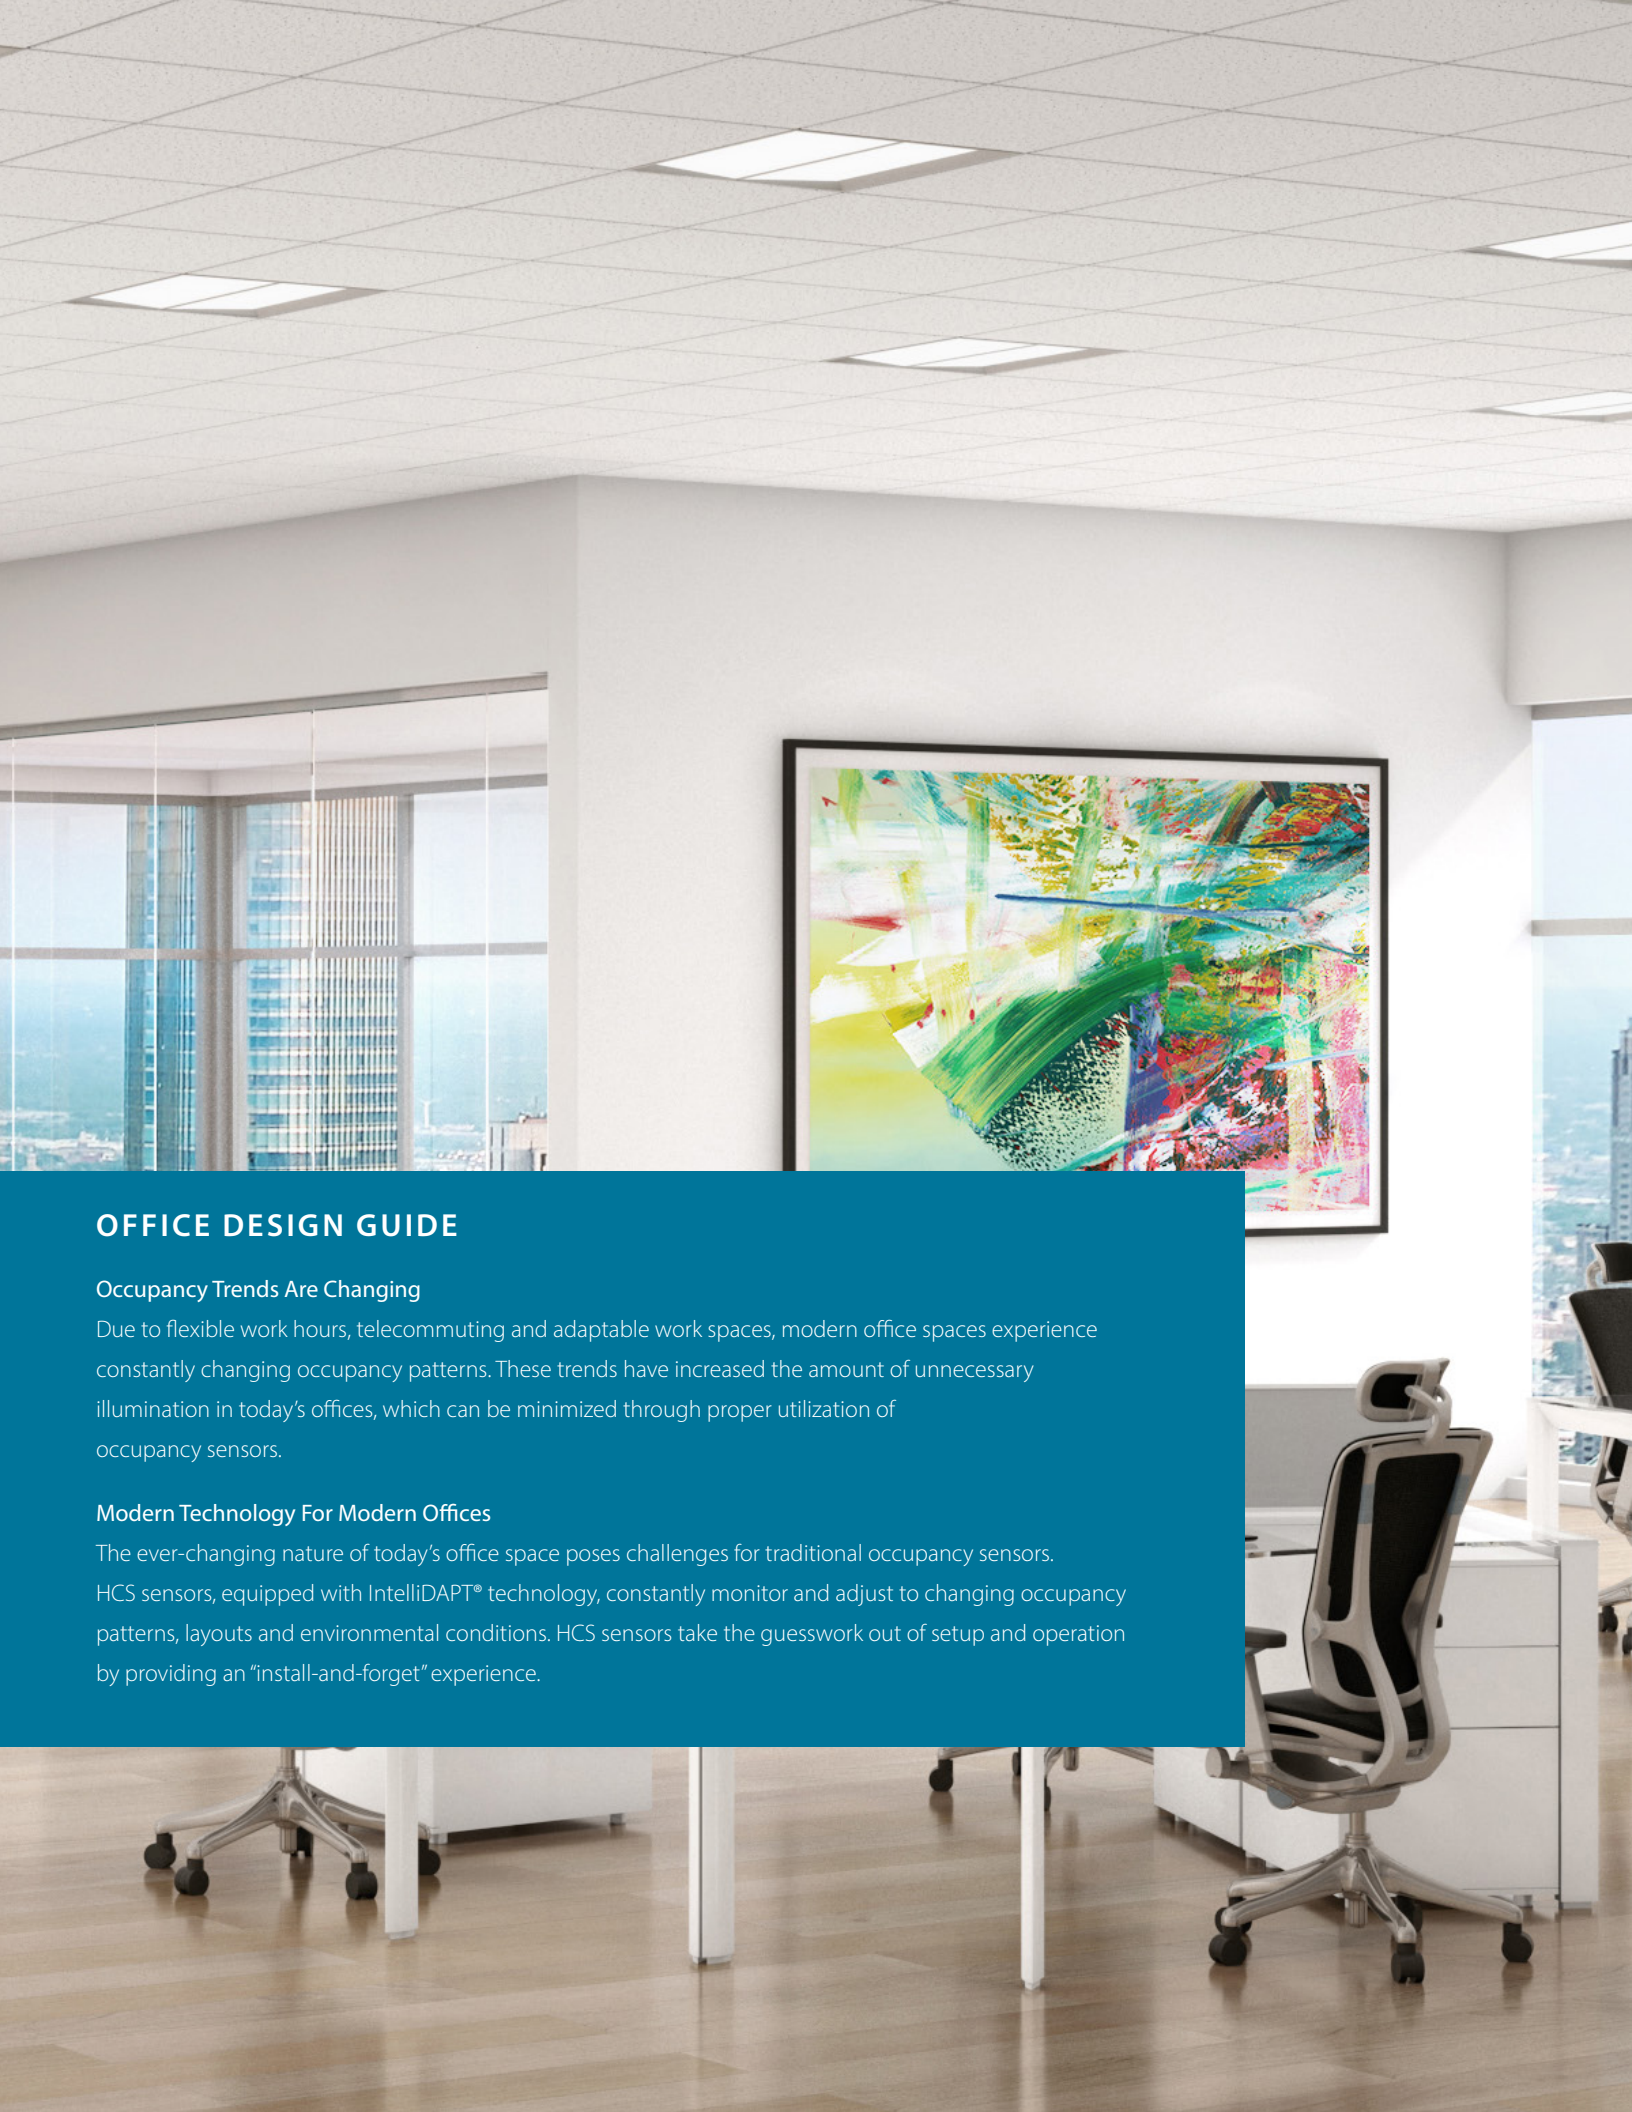 OFFICE DESIGN GUIDE
Occupancy Trends Are Changing
Due to flexible work hours, telecommuting and adaptable work spaces, modern office spaces experience
constantly changing occupancy patterns. These trends have increased the amount of unnecessary
illumination in today’s offices, which can be minimized through proper utilization of
occupancy sensors.
Modern Technology For Modern Offices
The ever-changing nature of today’s office space poses challenges for traditional occupancy sensors.
HCS sensors, equipped with IntelliDAPT® technology, constantly monitor and adjust to changing occupancy
patterns, layouts and environmental conditions. HCS sensors take the guesswork out of setup and operation
by providing an “install-and-forget” experience.